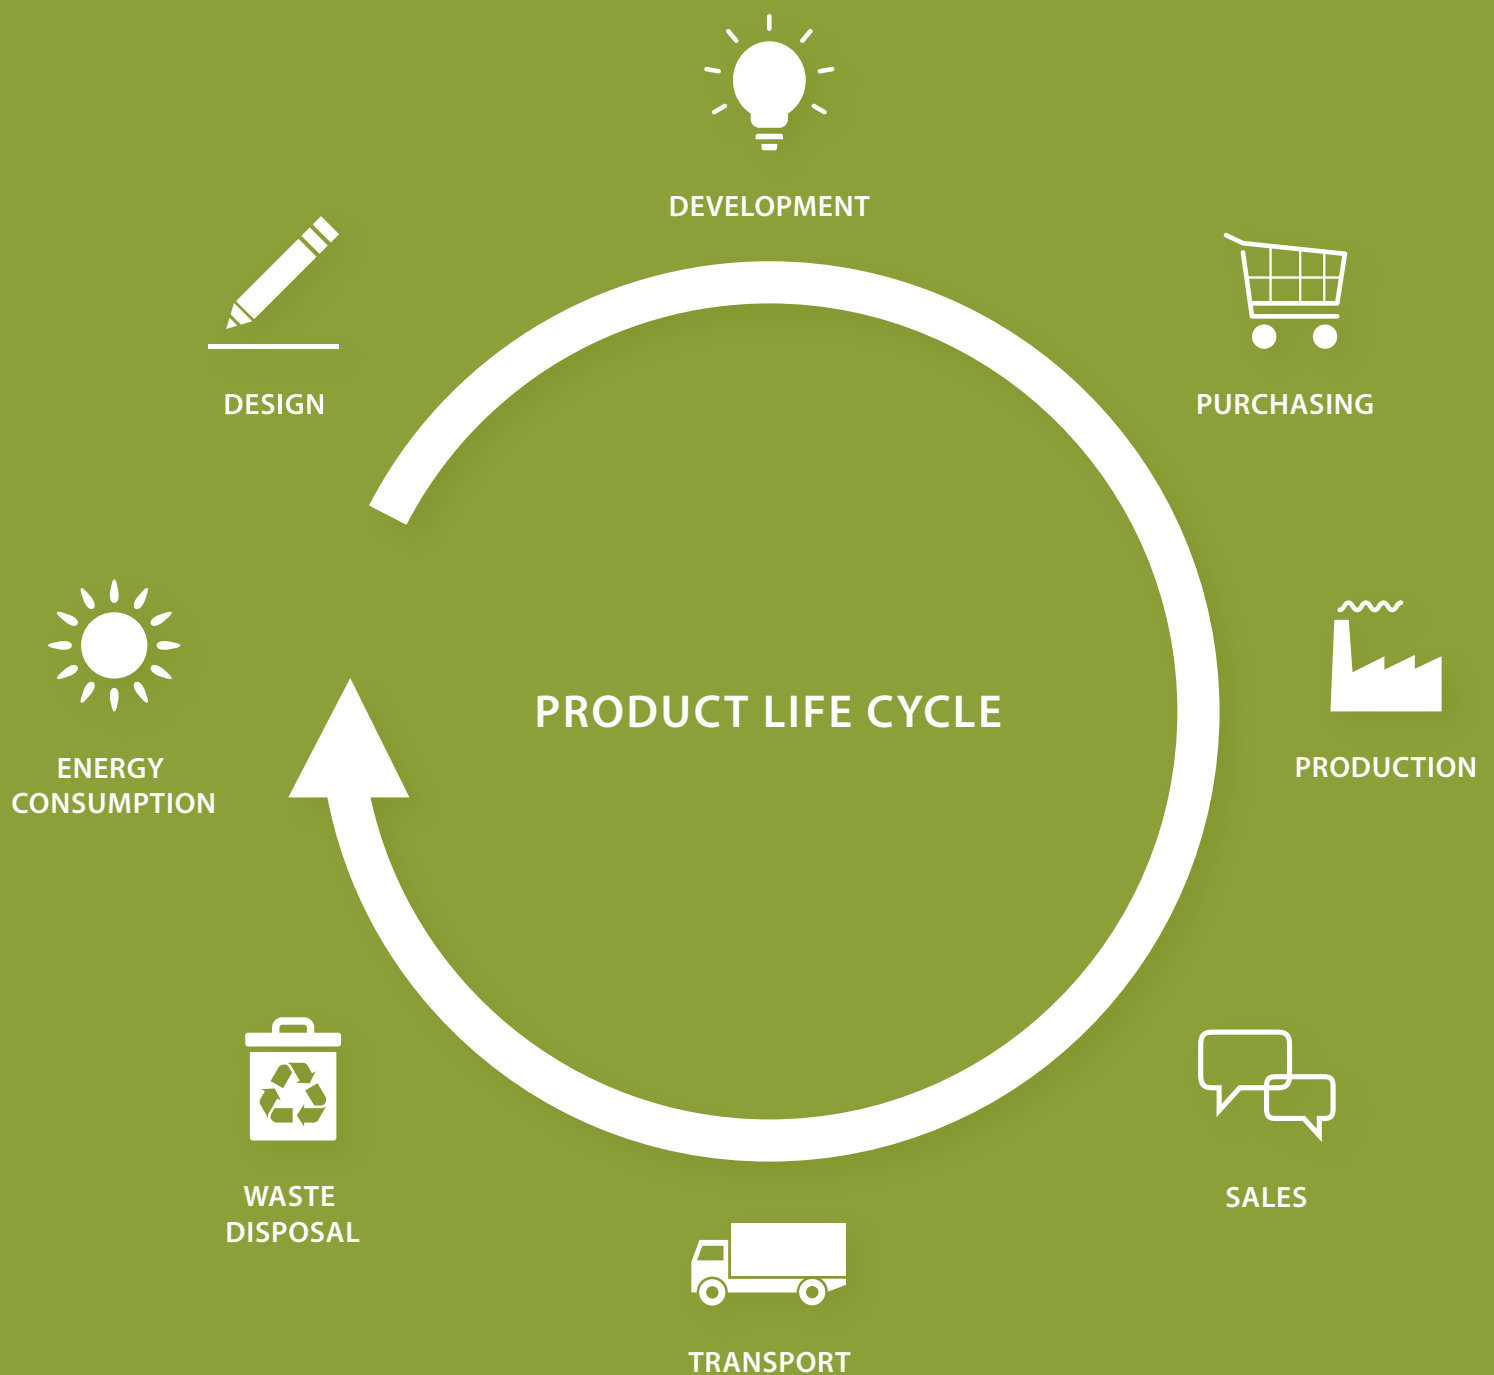 DEVELOPMENT
DESIGN
PURCHASING
PRODUCT LIFE CYCLE
ENERGY
CONSUMPTION
PRODUCTION
WASTE
DISPOSAL
SALES
TRANSPORT